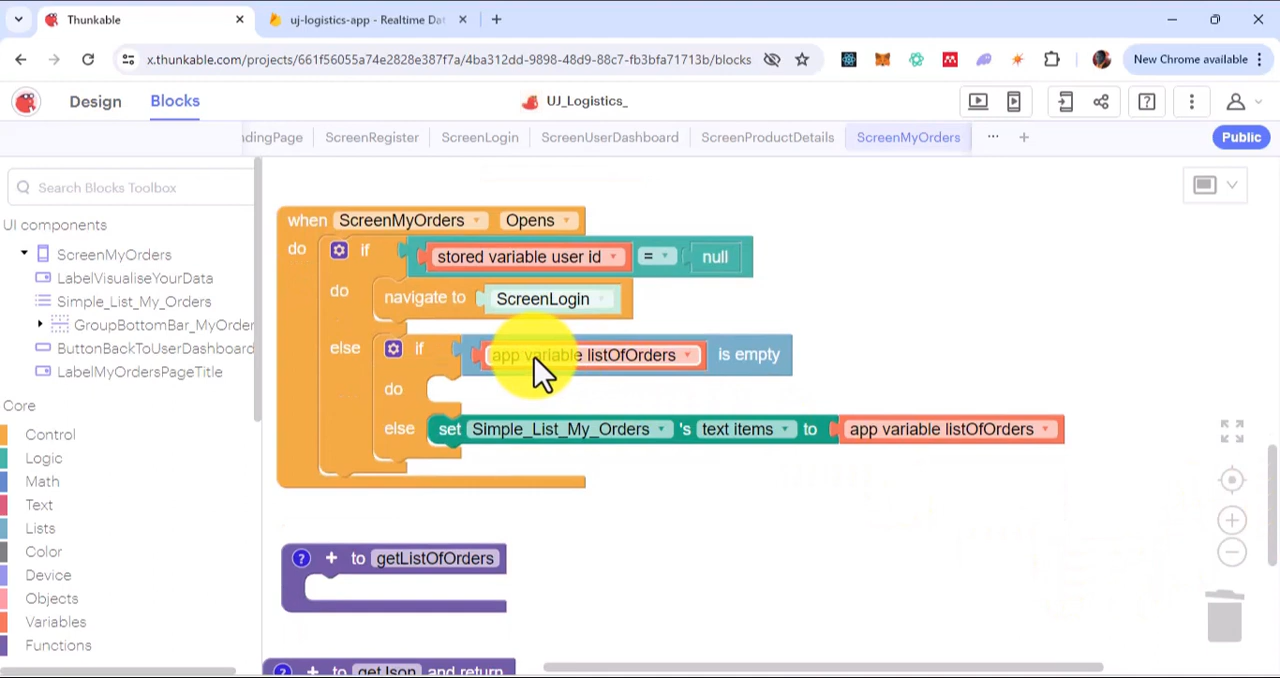 Thunkable
uj-logistics-app - Realtime Dat
x.thunkable.com/projects/661f56055a74e2828e387f7a/4ba312dd-9898-48d9-88c7-fb3bfa71713b/blocks
New Chrome available
Design
Blocks
UJ_Logistics_
ndingPage
ScreenRegister
ScreenLogin
ScreenUserDashboard
ScreenProductDetails
ScreenMyOrders
Public
Search Blocks Toolbox
UI components
ScreenMyOrders
LabelVisualiseYourData
Simple_List_My_Orders
GroupBottomBar_MyOrder
ButtonBackToUserDashboard
LabelMyOrdersPageTitle
Core
Control
Logic
Math
Text
Lists
Color
Device
Objects
Variables
Functions
when ScreenMyOrders Opens
do if stored variable user id = null
do navigate to ScreenLogin
else if app variable listOfOrders is empty
do
else set Simple_List_My_Orders 's text items to app variable listOfOrders
? + to getListOfOrders
? + to getJson and return